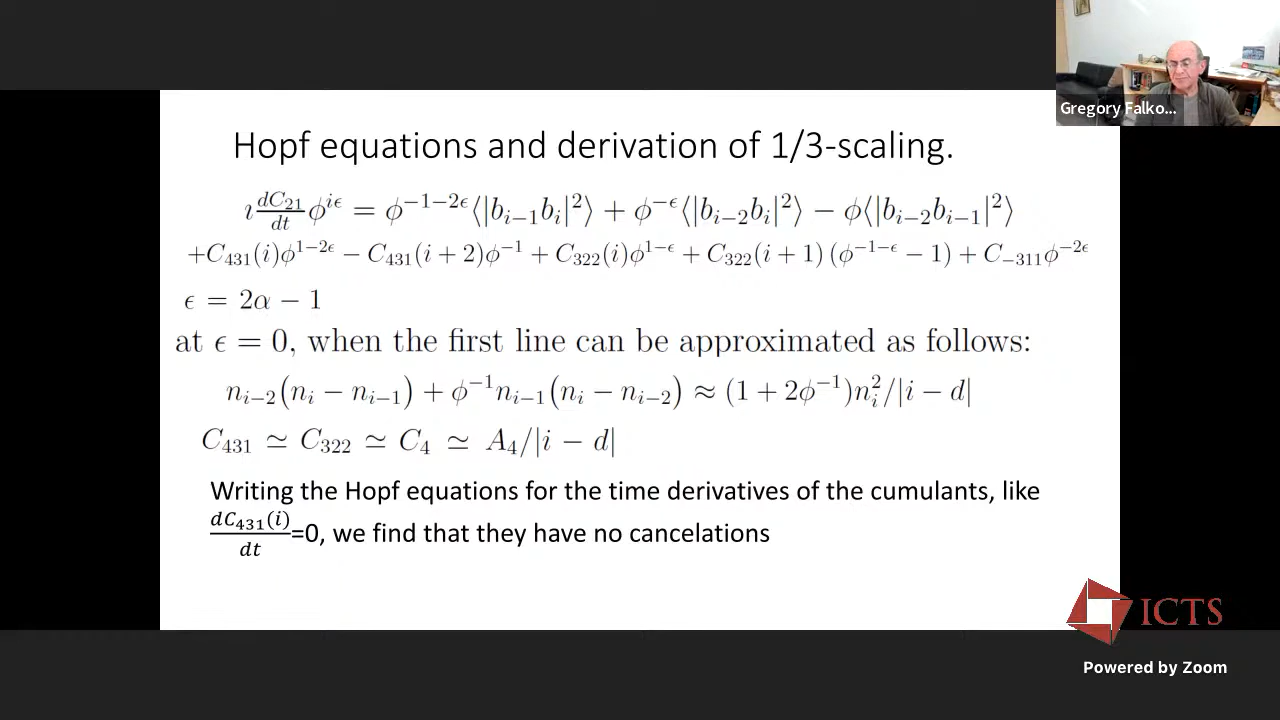 Gregory Falko...
Hopf equations and derivation of 1/3-scaling.
ı dC₂₁/dt ϕ^{iϵ} = ϕ^{−1−2ϵ}⟨|b_{i−1}b_i|²⟩ + ϕ^{−ϵ}⟨|b_{i−2}b_i|²⟩ − ϕ⟨|b_{i−2}b_{i−1}|²⟩
+C₄₃₁(i)ϕ^{1−2ϵ} − C₄₃₁(i + 2)ϕ^{−1} + C₃₂₂(i)ϕ^{1−ϵ} + C₃₂₂(i + 1) (ϕ^{−1−ϵ} − 1) + C₋₃₁₁ϕ^{−2ϵ}
ϵ = 2α − 1
at ϵ = 0, when the first line can be approximated as follows:
n_{i−2}(n_i − n_{i−1}) + ϕ^{−1}n_{i−1}(n_i − n_{i−2}) ≈ (1 + 2ϕ^{−1})n_i²/|i − d|
C₄₃₁ ≃ C₃₂₂ ≃ C₄ ≃ A₄/|i − d|
Writing the Hopf equations for the time derivatives of the cumulants, like
dC₄₃₁(i)/dt=0, we find that they have no cancelations
ICTS
Powered by Zoom